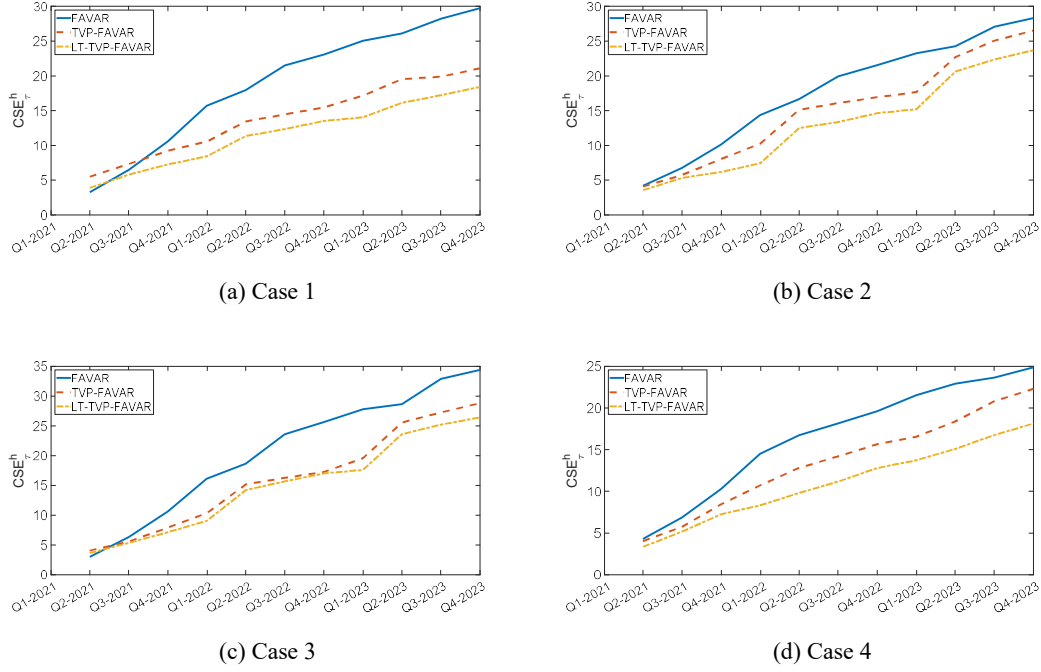 30
25
20
15
10
5
0
CSE^h_τ
FAVAR
TVP-FAVAR
LT-TVP-FAVAR
Q1-2021
Q2-2021
Q3-2021
Q4-2021
Q1-2022
Q2-2022
Q3-2022
Q4-2022
Q1-2023
Q2-2023
Q3-2023
Q4-2023
(a) Case 1
30
25
20
15
10
5
0
CSE^h_τ
FAVAR
TVP-FAVAR
LT-TVP-FAVAR
Q1-2021
Q2-2021
Q3-2021
Q4-2021
Q1-2022
Q2-2022
Q3-2022
Q4-2022
Q1-2023
Q2-2023
Q3-2023
Q4-2023
(b) Case 2
35
30
25
20
15
10
5
0
CSE^h_τ
FAVAR
TVP-FAVAR
LT-TVP-FAVAR
Q1-2021
Q2-2021
Q3-2021
Q4-2021
Q1-2022
Q2-2022
Q3-2022
Q4-2022
Q1-2023
Q2-2023
Q3-2023
Q4-2023
(c) Case 3
25
20
15
10
5
0
CSE^h_τ
FAVAR
TVP-FAVAR
LT-TVP-FAVAR
Q1-2021
Q2-2021
Q3-2021
Q4-2021
Q1-2022
Q2-2022
Q3-2022
Q4-2022
Q1-2023
Q2-2023
Q3-2023
Q4-2023
(d) Case 4